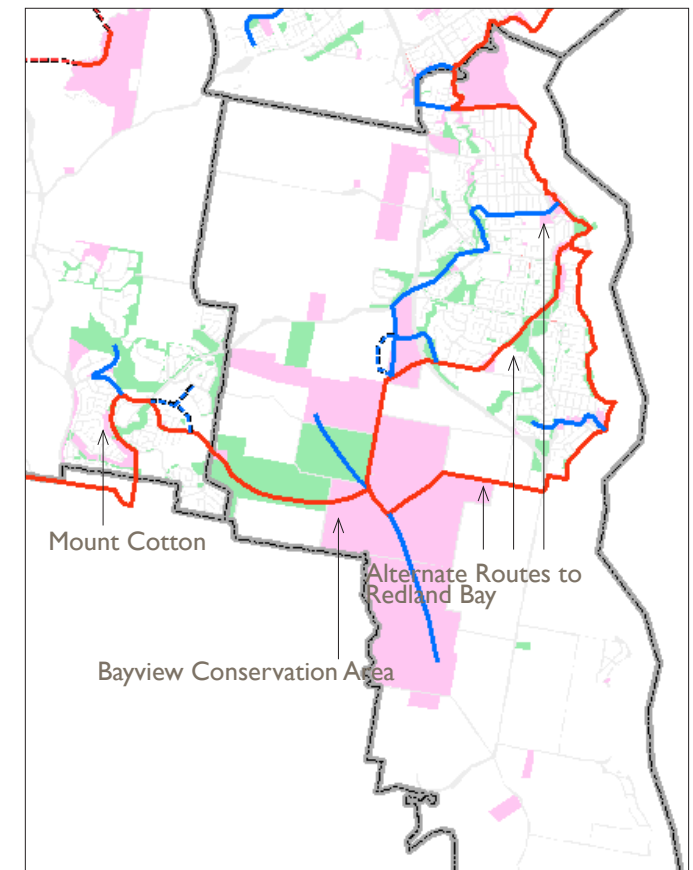 Mount Cotton
Alternate Routes to
Redland Bay
Bayview Conservation Area